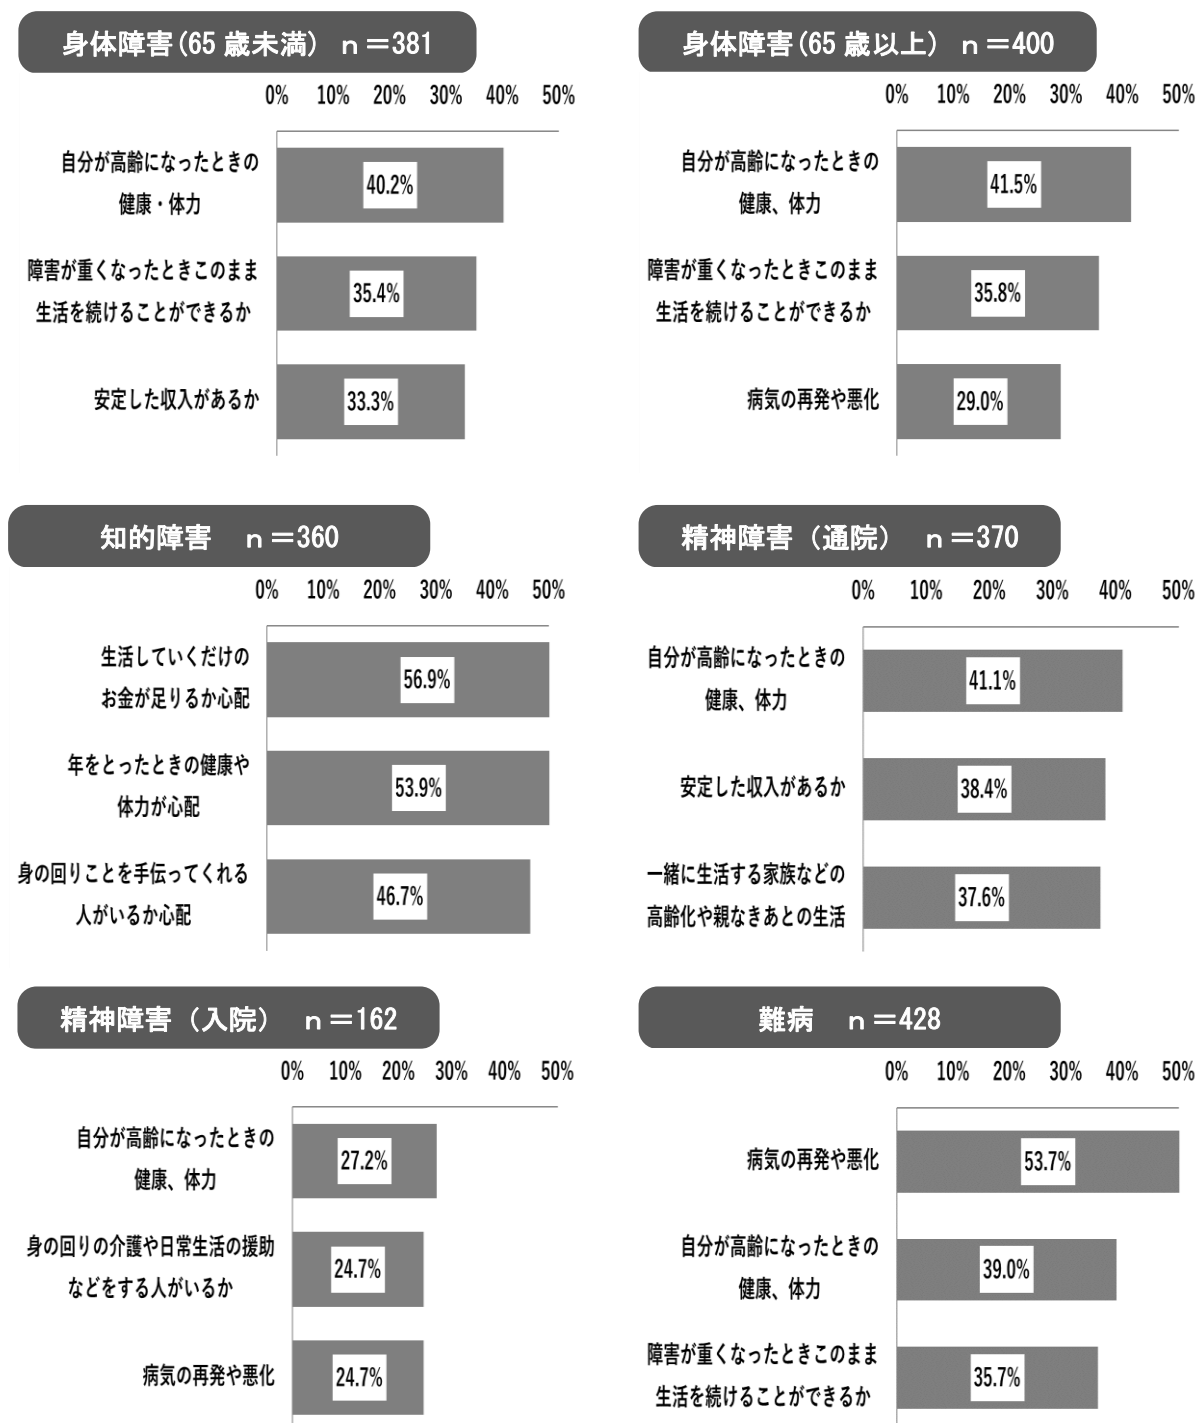 身体障害(65 歳未満) ｎ＝381
0% 10% 20% 30% 40% 50%
自分が高齢になったときの
健康・体力
40.2%
障害が重くなったときこのまま
生活を続けることができるか
35.4%
安定した収入があるか
33.3%
身体障害(65 歳以上) ｎ＝400
0% 10% 20% 30% 40% 50%
自分が高齢になったときの
健康、体力
41.5%
障害が重くなったときこのまま
生活を続けることができるか
35.8%
病気の再発や悪化
29.0%
知的障害　ｎ＝360
0% 10% 20% 30% 40% 50%
生活していくだけの
お金が足りるか心配
56.9%
年をとったときの健康や
体力が心配
53.9%
身の回りことを手伝ってくれる
人がいるか心配
46.7%
精神障害（通院）　ｎ＝370
0% 10% 20% 30% 40% 50%
自分が高齢になったときの
健康、体力
41.1%
安定した収入があるか
38.4%
一緒に生活する家族などの
高齢化や親なきあとの生活
37.6%
精神障害（入院）　ｎ＝162
0% 10% 20% 30% 40% 50%
自分が高齢になったときの
健康、体力
27.2%
身の回りの介護や日常生活の援助
などをする人がいるか
24.7%
病気の再発や悪化
24.7%
難病　ｎ＝428
0% 10% 20% 30% 40% 50%
病気の再発や悪化
53.7%
自分が高齢になったときの
健康、体力
39.0%
障害が重くなったときこのまま
生活を続けることができるか
35.7%